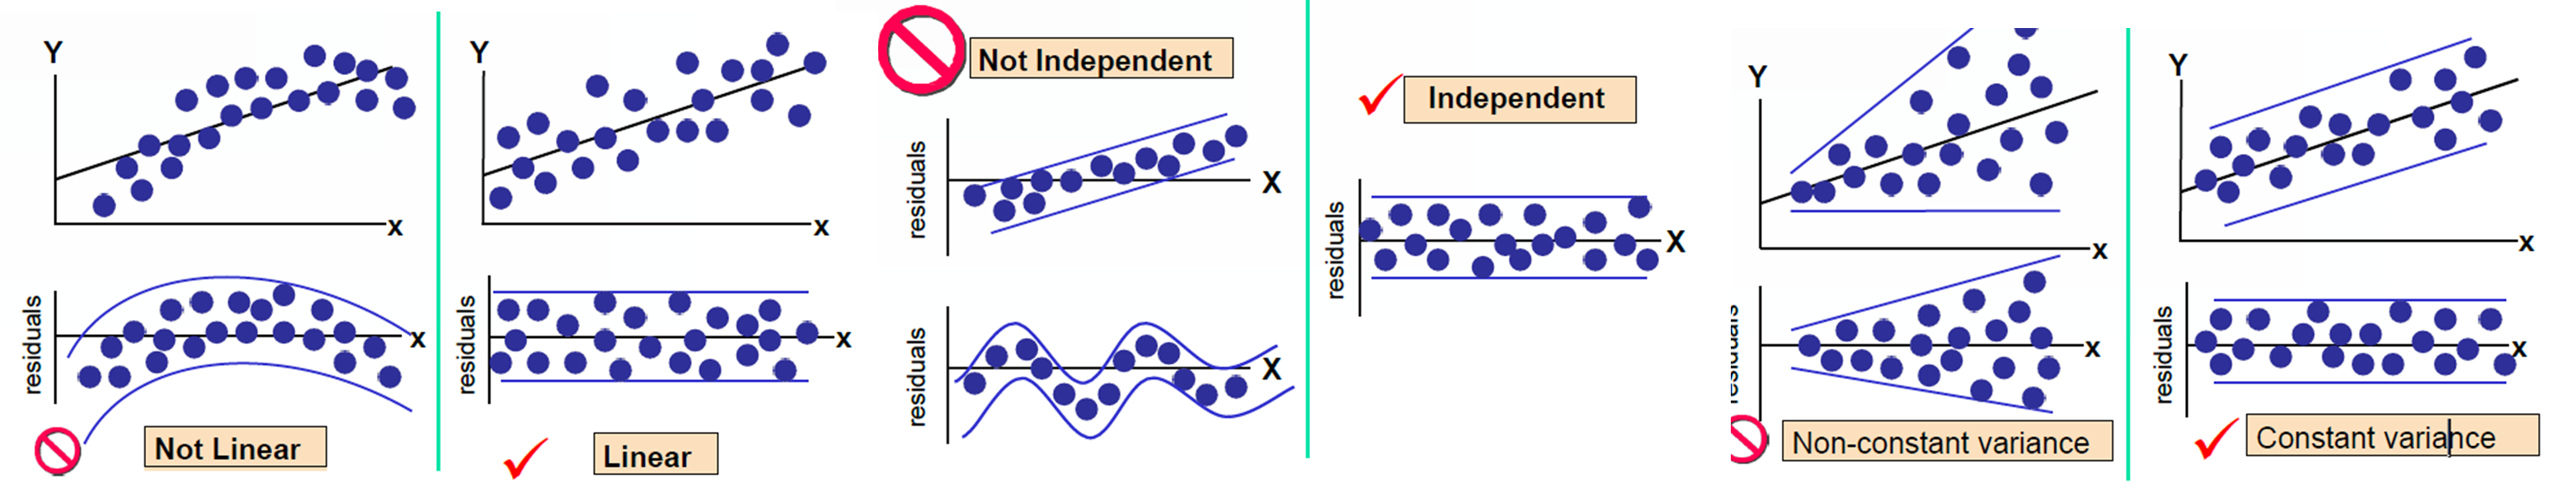 Y
x
residuals
x
Not Linear
Y
x
residuals
x
Linear
Not Independent
residuals
X
residuals
X
Independent
residuals
X
Y
x
residuals
x
Non-constant variance
Y
x
residuals
x
Constant variance